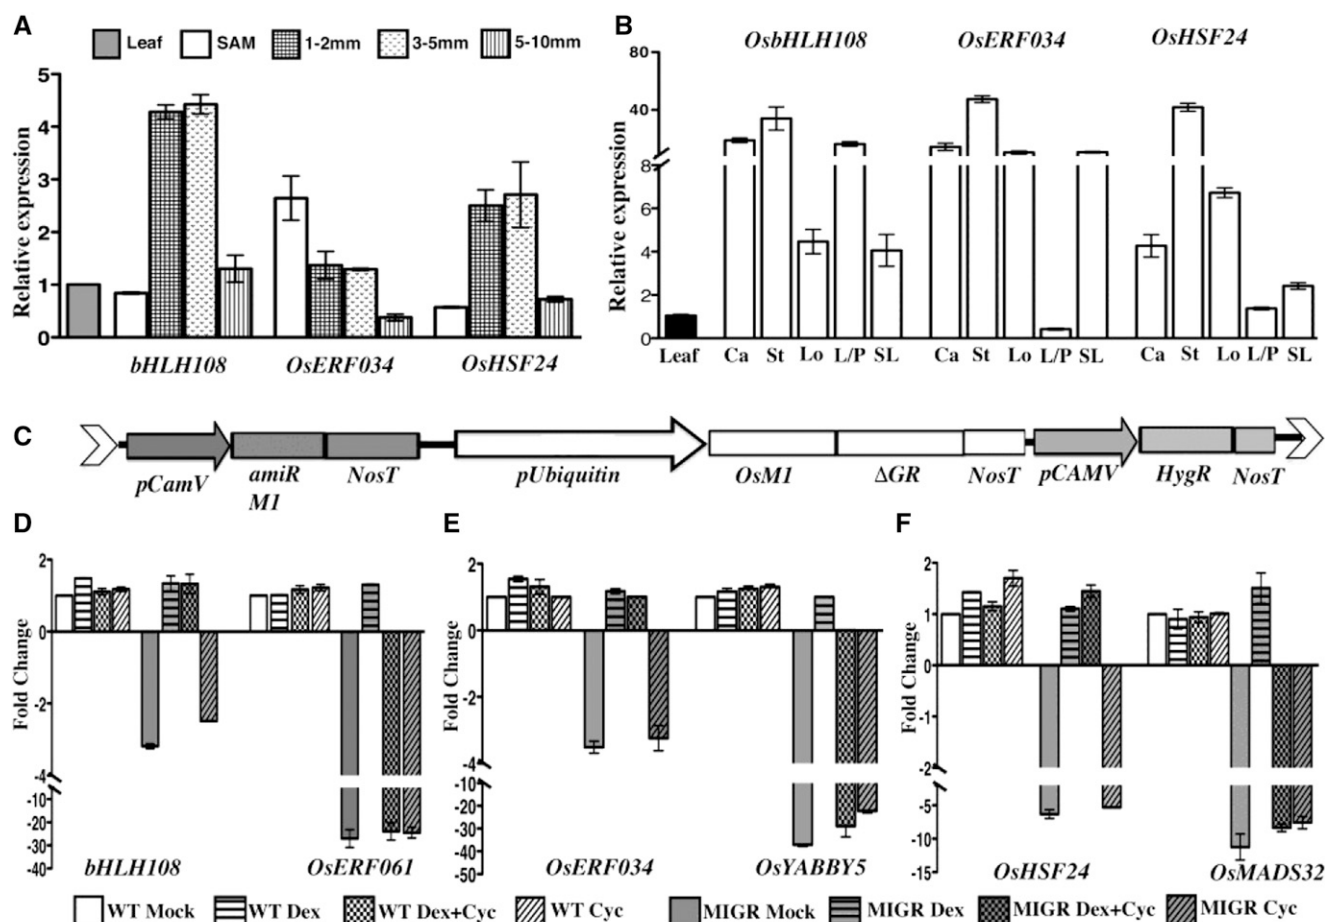 A
Leaf SAM 1-2mm 3-5mm 5-10mm
Relative expression
5
4
3
2
1
0
bHLH108 OsERF034 OsHSF24
B
OsbHLH108 OsERF034 OsHSF24
Relative expression
80
40
8
6
4
2
0
Leaf Ca St Lo L/P SL Ca St Lo L/P SL Ca St Lo L/P SL
C
pCamV amiR M1 NosT pUbiquitin OsM1 ΔGR NosT pCAMV HygR NosT
D
Fold Change
2
0
-2
-4
-10
-20
-30
-40
bHLH108 OsERF061
E
Fold Change
2
0
-2
-4
-10
-20
-30
-40
-50
OsERF034 OsYABBY5
F
Fold Change
2
1
0
-1
-2
-5
-10
-15
OsHSF24 OsMADS32
WT Mock WT Dex WT Dex+Cyc WT Cyc MIGR Mock MIGR Dex MIGR Dex+Cyc MIGR Cyc